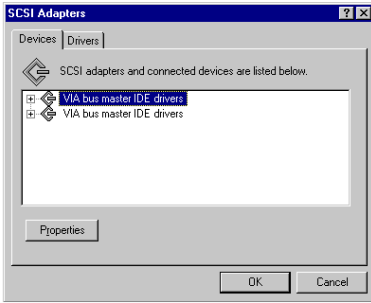 SCSI Adapters
Devices
Drivers
SCSI adapters and connected devices are listed below.
VIA bus master IDE drivers
VIA bus master IDE drivers
Properties
OK
Cancel